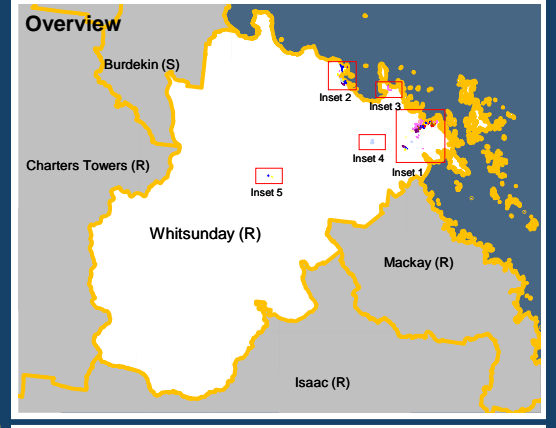 Overview
Burdekin (S)
Inset 2
Inset 3
Inset 4
Charters Towers (R)
Inset 1
Inset 5
Whitsunday (R)
Mackay (R)
Isaac (R)